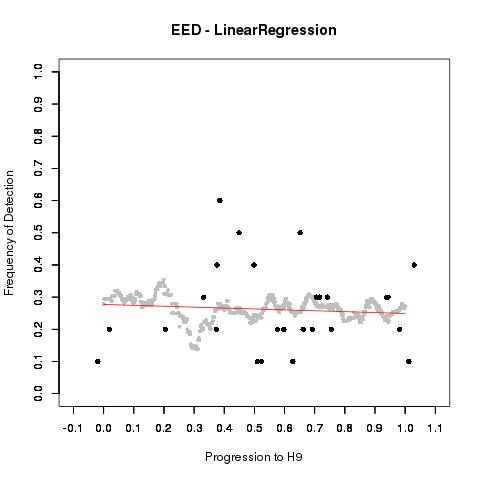 EED - LinearRegression
Frequency of Detection
1.0
0.9
0.8
0.7
0.6
0.5
0.4
0.3
0.2
0.1
0.0
-0.1 0.0 0.1 0.2 0.3 0.4 0.5 0.6 0.7 0.8 0.9 1.0 1.1
Progression to H9